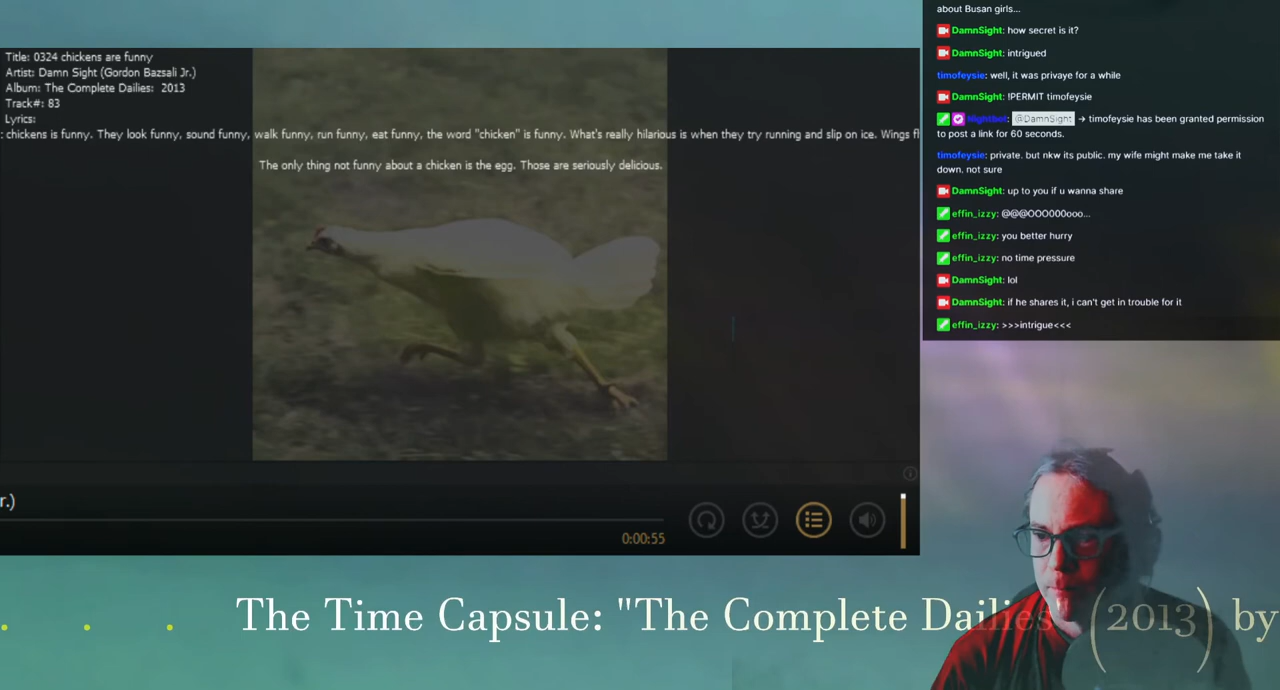 Title: 0324 chickens are funny
Artist: Damn Sight (Gordon Bazsali Jr.)
Album: The Complete Dailies:  2013
Track#: 83
Lyrics:
: chickens is funny. They look funny, sound funny, walk funny, run funny, eat funny, the word "chicken" is funny. What's really hilarious is when they try running and slip on ice. Wings fl
The only thing not funny about a chicken is the egg. Those are seriously delicious.
r.)
0:00:55
about Busan girls...
DamnSight: how secret is it?
DamnSight: intrigued
timofeysie: well, it was privaye for a while
DamnSight: !PERMIT timofeysie
Nightbot: @DamnSight → timofeysie has been granted permission
to post a link for 60 seconds.
timofeysie: private. but nkw its public. my wife might make me take it
down. not sure
DamnSight: up to you if u wanna share
effin_izzy: @@@OOO000ooo...
effin_izzy: you better hurry
effin_izzy: no time pressure
DamnSight: lol
DamnSight: if he shares it, i can't get in trouble for it
effin_izzy: >>>intrigue<<<
. . . The Time Capsule: "The Complete Dailies" (2013) by